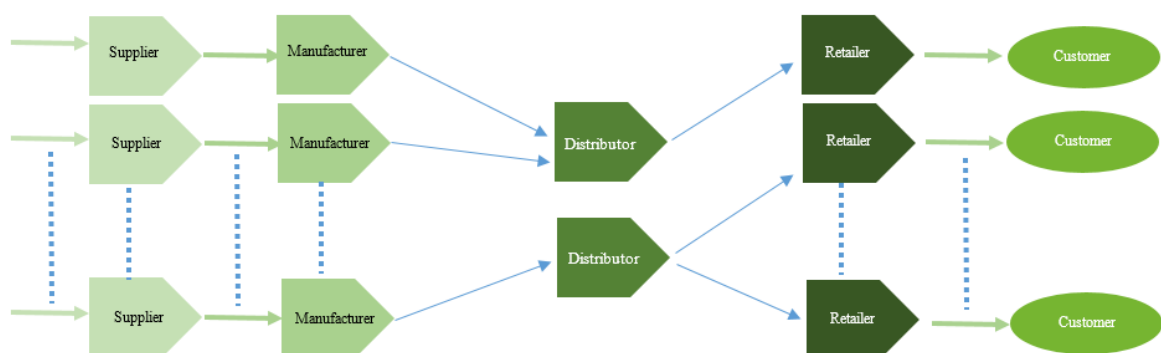 Supplier
Manufacturer
Retailer
Customer
Supplier
Manufacturer
Distributor
Retailer
Customer
Distributor
Supplier
Manufacturer
Retailer
Customer